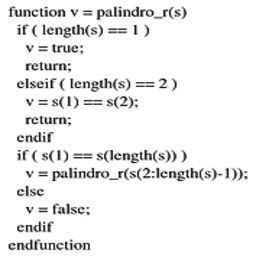 function v = palindro_r(s)
if ( length(s) == 1 )
v = true;
return;
elseif ( length(s) == 2 )
v = s(1) == s(2);
return;
endif
if ( s(1) == s(length(s)) )
v = palindro_r(s(2:length(s)-1));
else
v = false;
endif
endfunction